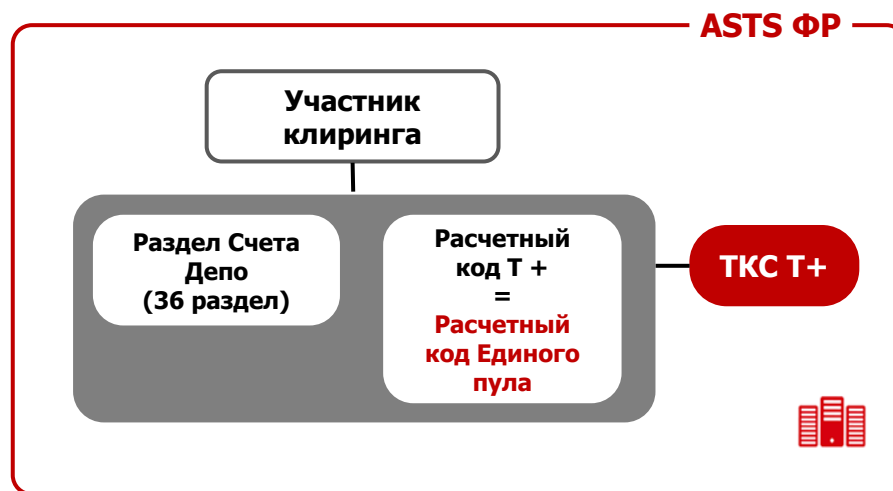 ASTS ФР
Участник
клиринга
Раздел Счета
Депо
(36 раздел)
Расчетный
код Т +
=
Расчетный
код Единого
пула
ТКС Т+